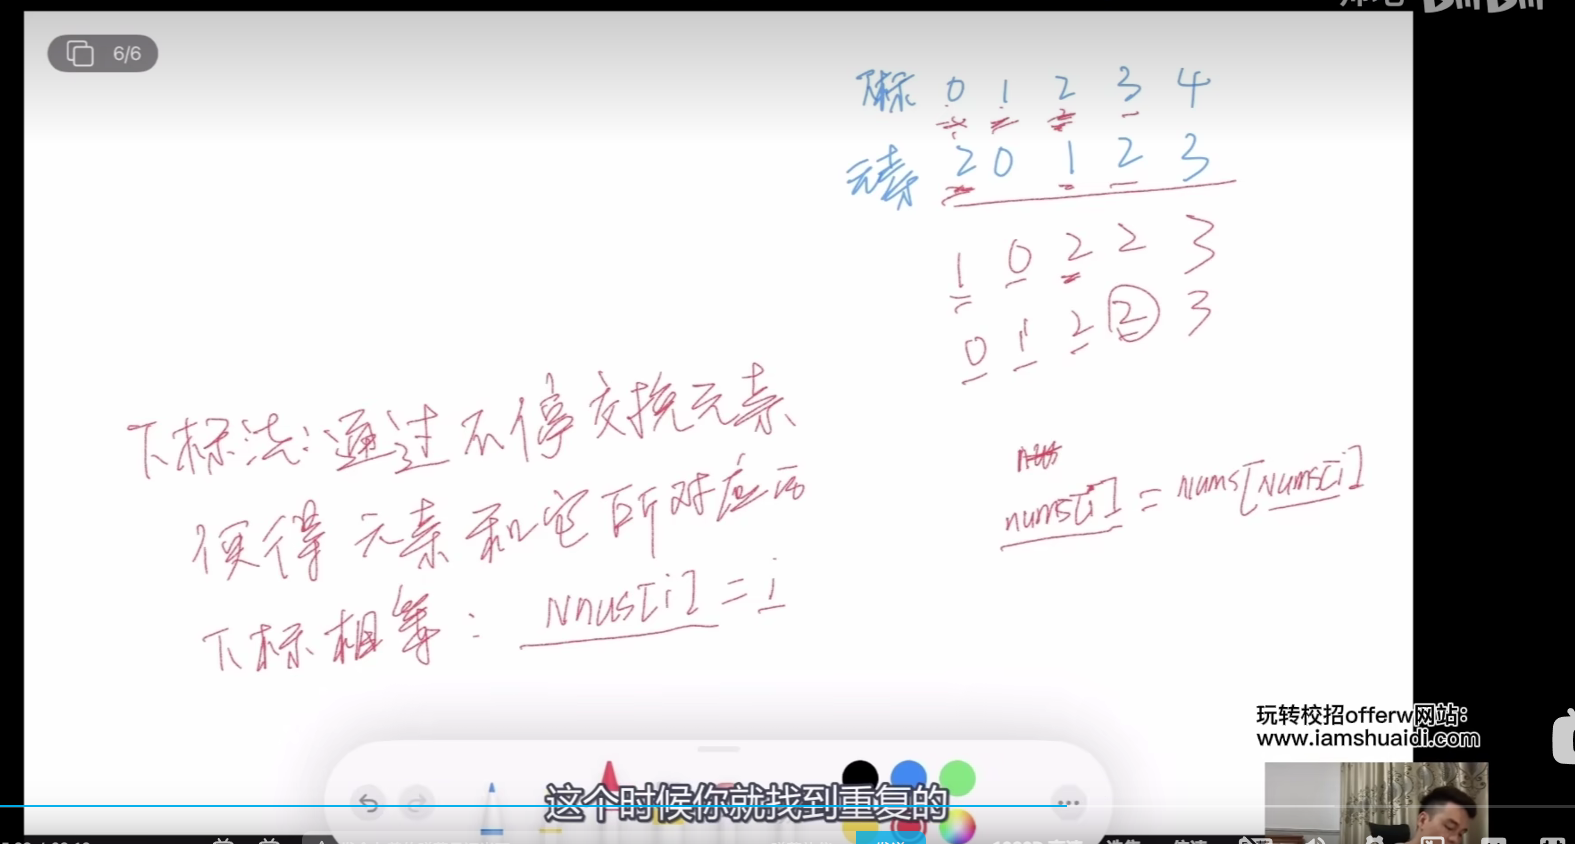 6/6
下标 0 1 2 3 4
元素 2 0 1 2 3
1 0 2 2 3
0 1 2 2 3
下标法:通过不停交换元素
使得元素和它所对应的
下标相等: Nnus[i] = i
nums[i] = Nums[Nums[i]]
玩转校招offerw网站:
www.iamshuaidi.com
这个时候你就找到重复的